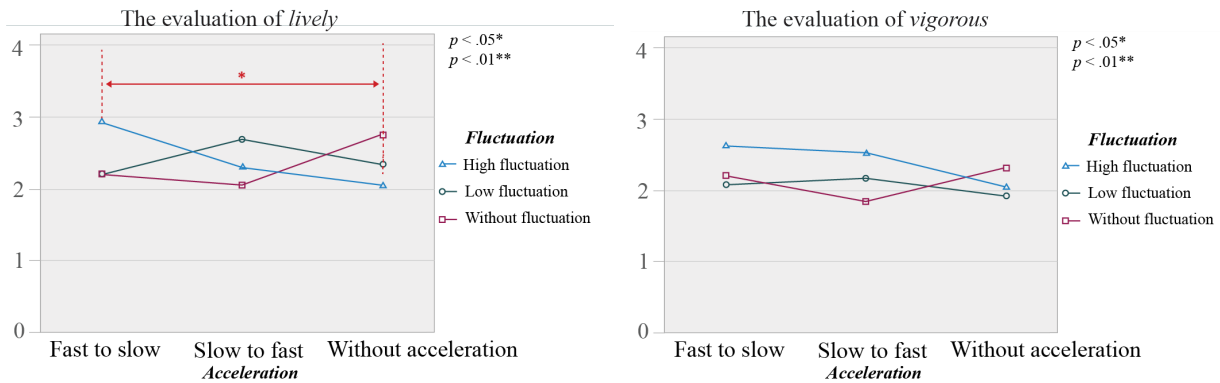 The evaluation of lively
4
3
2
1
0
*
p < .05*
p < .01**
Fluctuation
High fluctuation
Low fluctuation
Without fluctuation
Fast to slow
Slow to fast
Without acceleration
Acceleration
The evaluation of vigorous
4
3
2
1
0
p < .05*
p < .01**
Fluctuation
High fluctuation
Low fluctuation
Without fluctuation
Fast to slow
Slow to fast
Without acceleration
Acceleration